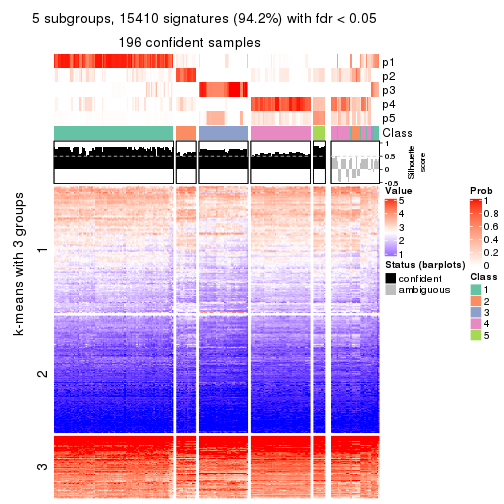 5 subgroups, 15410 signatures (94.2%) with fdr < 0.05
196 confident samples
p1
p2
p3
p4
p5
Class
1
0.5
0
-0.5
Silhouette
score
k-means with 3 groups
1
2
3
Value
5
4
3
2
1
Status (barplots)
confident
ambiguous
Prob
1
0.8
0.6
0.4
0.2
0
Class
1
2
3
4
5